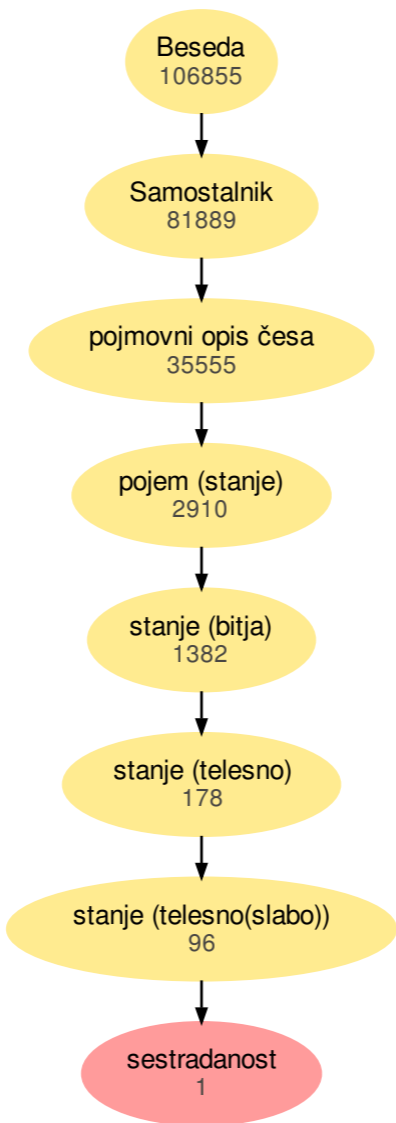 Beseda
106855
Samostalnik
81889
pojmovni opis česa
35555
pojem (stanje)
2910
stanje (bitja)
1382
stanje (telesno)
178
stanje (telesno(slabo))
96
sestradanost
1